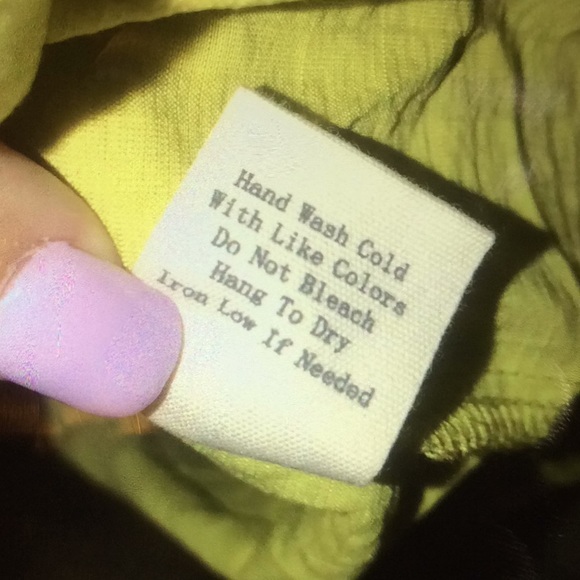 Hand Wash Cold
With Like Colors
Do Not Bleach
Hang To Dry
Iron Low If Needed